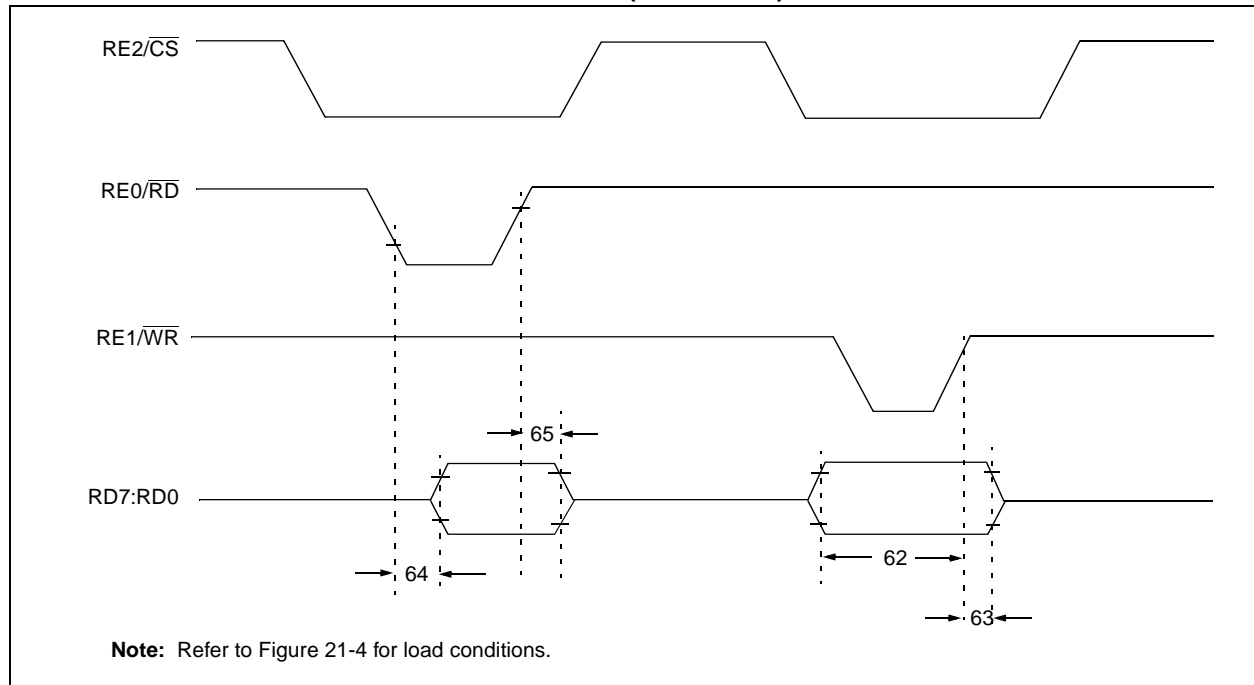 RE2/CS
RE0/RD
RE1/WR
65
RD7:RD0
64
62
63
Note: Refer to Figure 21-4 for load conditions.